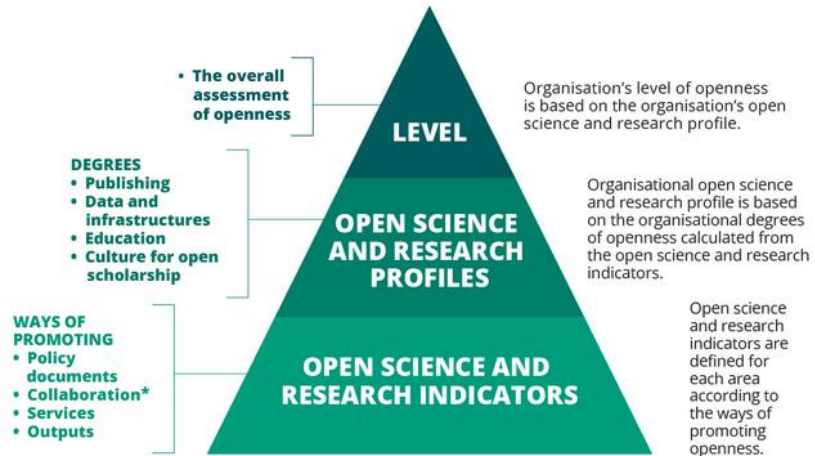 • The overall
assessment
of openness
LEVEL
Organisation's level of openness
is based on the organisation's open
science and research profile.
DEGREES
• Publishing
• Data and
infrastructures
• Education
• Culture for open
scholarship
OPEN SCIENCE
AND RESEARCH
PROFILES
Organisational open science
and research profile is based
on the organisational degrees
of openness calculated from
the open science and research
indicators.
WAYS OF
PROMOTING
• Policy
documents
• Collaboration*
• Services
• Outputs
OPEN SCIENCE AND
RESEARCH INDICATORS
Open science
and research
indicators are
defined for
each area
according to
the ways of
promoting
openness.